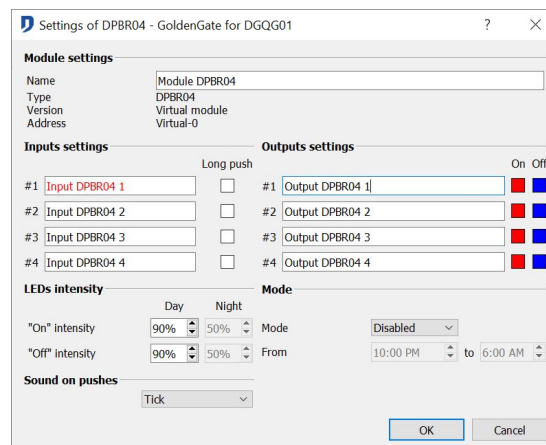 Settings of DPBR04 - GoldenGate for DGQG01 ?
Module settings
Name Module DPBR04
Type DPBR04
Version Virtual module
Address Virtual-0
Inputs settings
Long push
#1 Input DPBR04 1
#2 Input DPBR04 2
#3 Input DPBR04 3
#4 Input DPBR04 4
Outputs settings
On Off
#1 Output DPBR04 1
#2 Output DPBR04 2
#3 Output DPBR04 3
#4 Output DPBR04 4
LEDs intensity
Day Night
"On" intensity 90% 50%
"Off" intensity 90% 50%
Mode
Mode Disabled
From 10:00 PM to 6:00 AM
Sound on pushes
Tick
OK Cancel